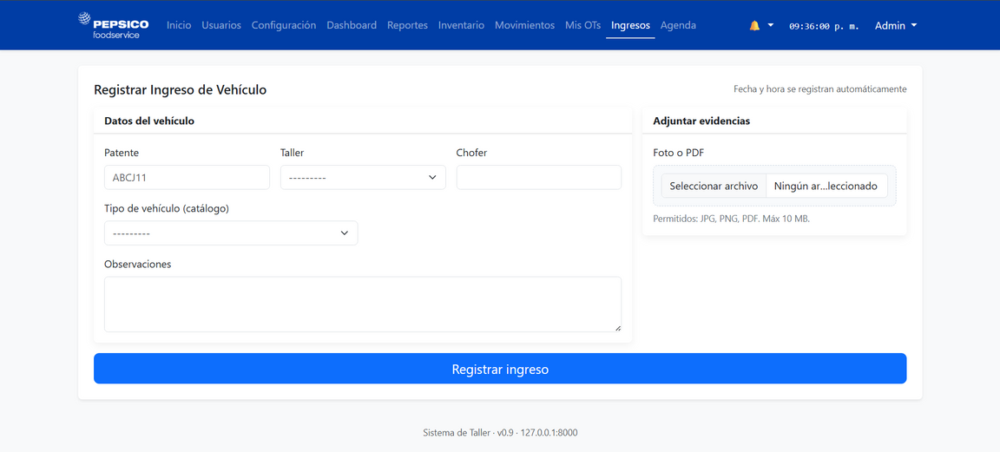 PEPSICO
foodservice
Inicio Usuarios Configuración Dashboard Reportes Inventario Movimientos Mis OTs Ingresos Agenda 09:36:00 p. m. Admin
Registrar Ingreso de Vehículo
Fecha y hora se registran automáticamente
Datos del vehículo
Patente Taller Chofer
ABCJ11 ---------
Tipo de vehículo (catálogo)
---------
Observaciones
Adjuntar evidencias
Foto o PDF
Seleccionar archivo Ningún ar...leccionado
Permitidos: JPG, PNG, PDF. Máx 10 MB.
Registrar ingreso
Sistema de Taller · v0.9 · 127.0.0.1:8000